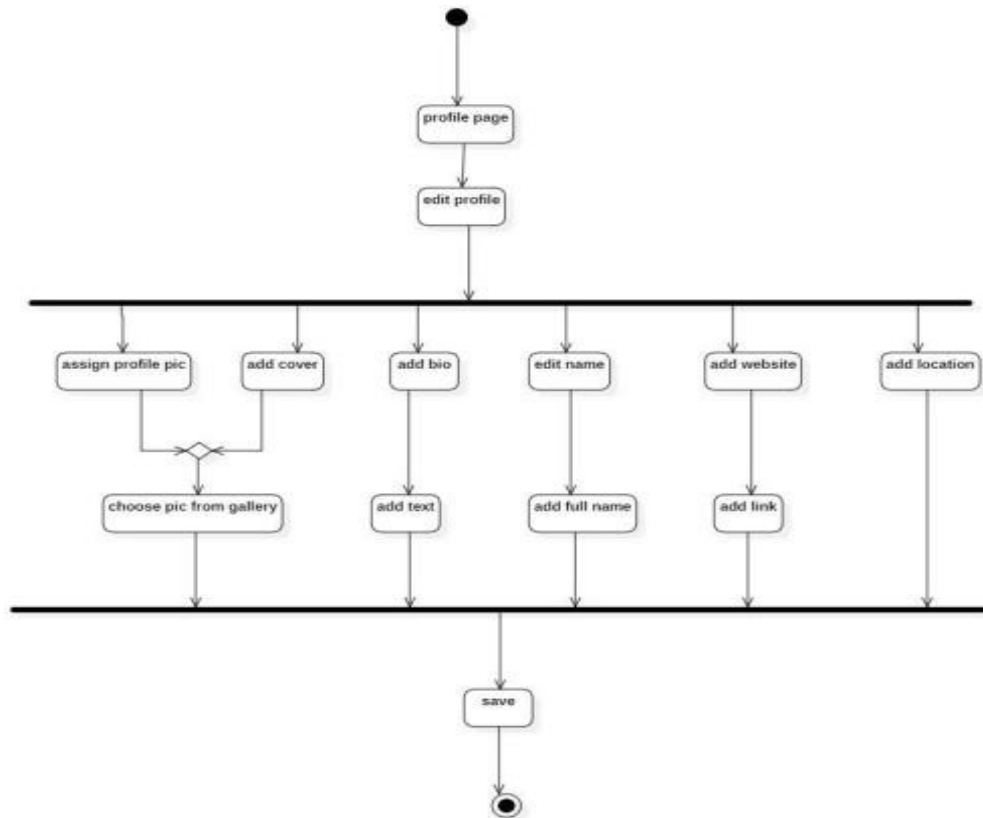 profile page
edit profile
assign profile pic
add cover
add bio
edit name
add website
add location
choose pic from gallery
add text
add full name
add link
save